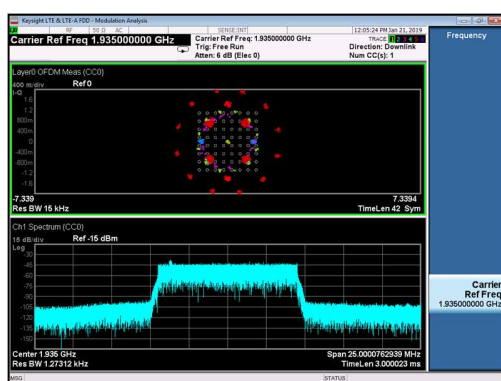 Keysight LTE & LTE-A FDD - Modulation Analysis
RF 50 Ω AC SENSE:INT 12:05:24 PM Jan 21, 2019
Carrier Ref Freq 1.935000000 GHz
Carrier Ref Freq: 1.935000000 GHz
Trig: Free Run
Atten: 6 dB (Elec 0)
TRACE 1 2 3 4 5
Direction: Downlink
Num CC(s): 1
Frequency
Layer0 OFDM Meas (CC0)
400 m/div Ref 0
I-Q
1.6
1.2
800m
400m
0
-400m
-800m
-1.2
-1.6
-7.339 7.3394
Res BW 15 kHz TimeLen 42 Sym
Ch1 Spectrum (CC0)
15 dB/div Ref -15 dBm
Log
-30
-45
-60
-75
-90
-105
-120
-135
-150
Center 1.935 GHz Span 25.0000762939 MHz
Res BW 1.27312 kHz TimeLen 3.000023 ms
Carrier
Ref Freq
1.935000000 GHz
MSG STATUS